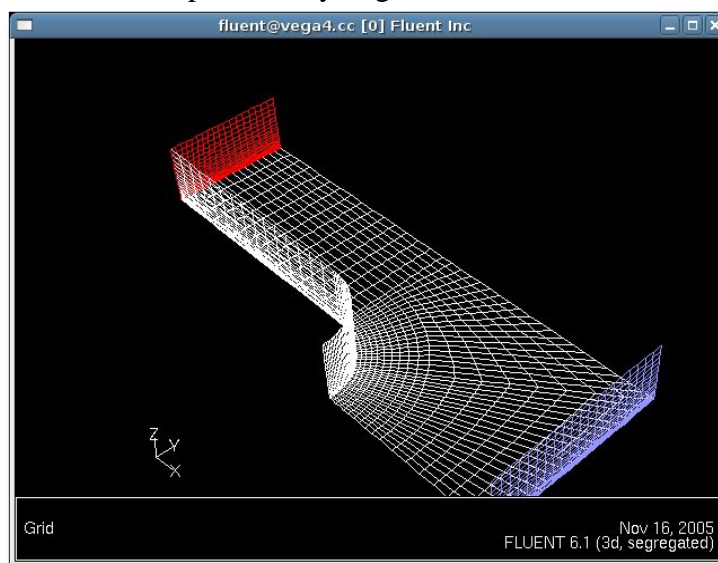 fluent@vega4.cc [0] Fluent Inc
Z
Y
X
Grid
Nov 16, 2005
FLUENT 6.1 (3d, segregated)